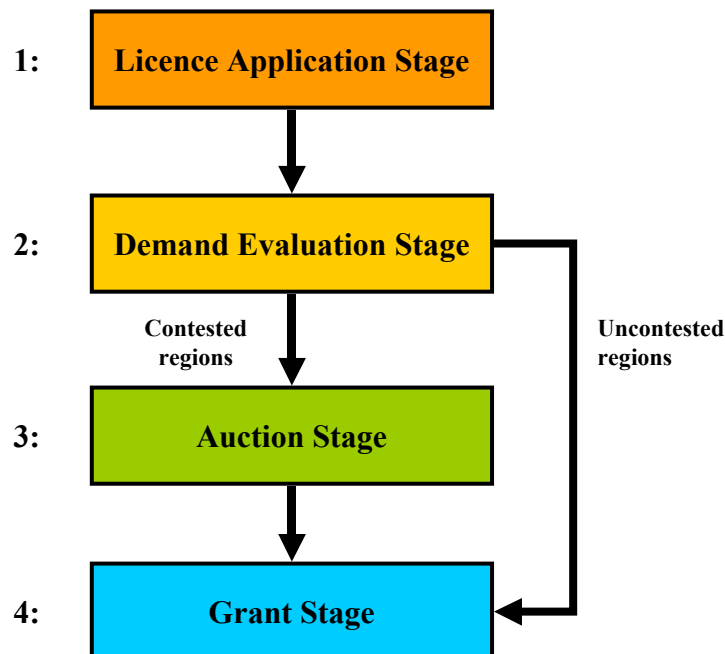 1:
Licence Application Stage
2:
Demand Evaluation Stage
Contested
regions
Uncontested
regions
3:
Auction Stage
4:
Grant Stage